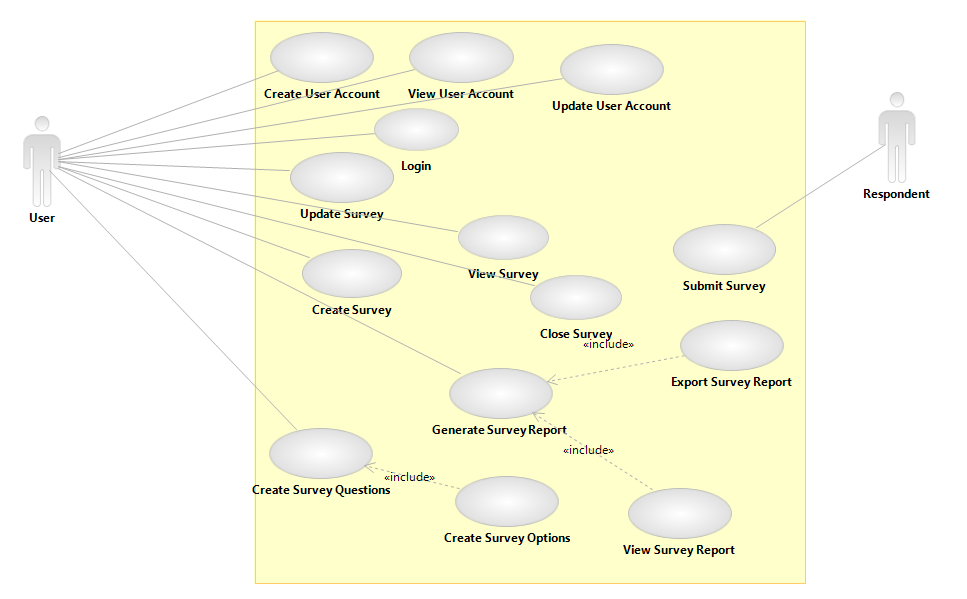 Create User Account
View User Account
Update User Account
Login
Respondent
User
Update Survey
View Survey
Submit Survey
Create Survey
Close Survey
«include»
Export Survey Report
Generate Survey Report
«include»
«include»
Create Survey Questions
Create Survey Options
View Survey Report